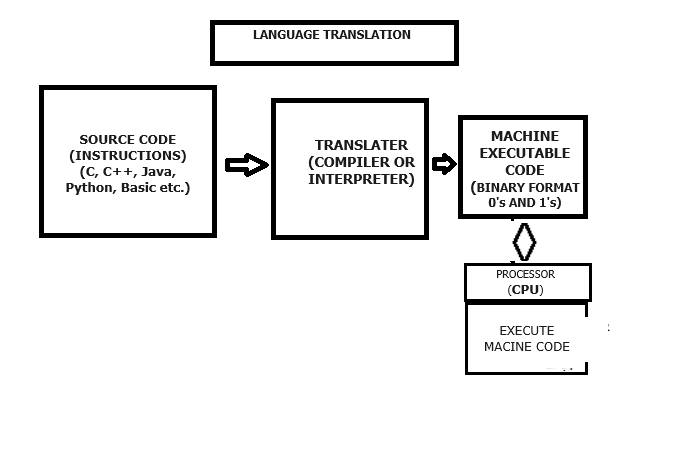 LANGUAGE TRANSLATION
SOURCE CODE
(INSTRUCTIONS)
(C, C++, Java,
Python, Basic etc.)
TRANSLATER
(COMPILER OR
INTERPRETER)
MACHINE
EXECUTABLE
CODE
(BINARY FORMAT
0's AND 1's)
PROCESSOR
(CPU)
EXECUTE
MACINE CODE